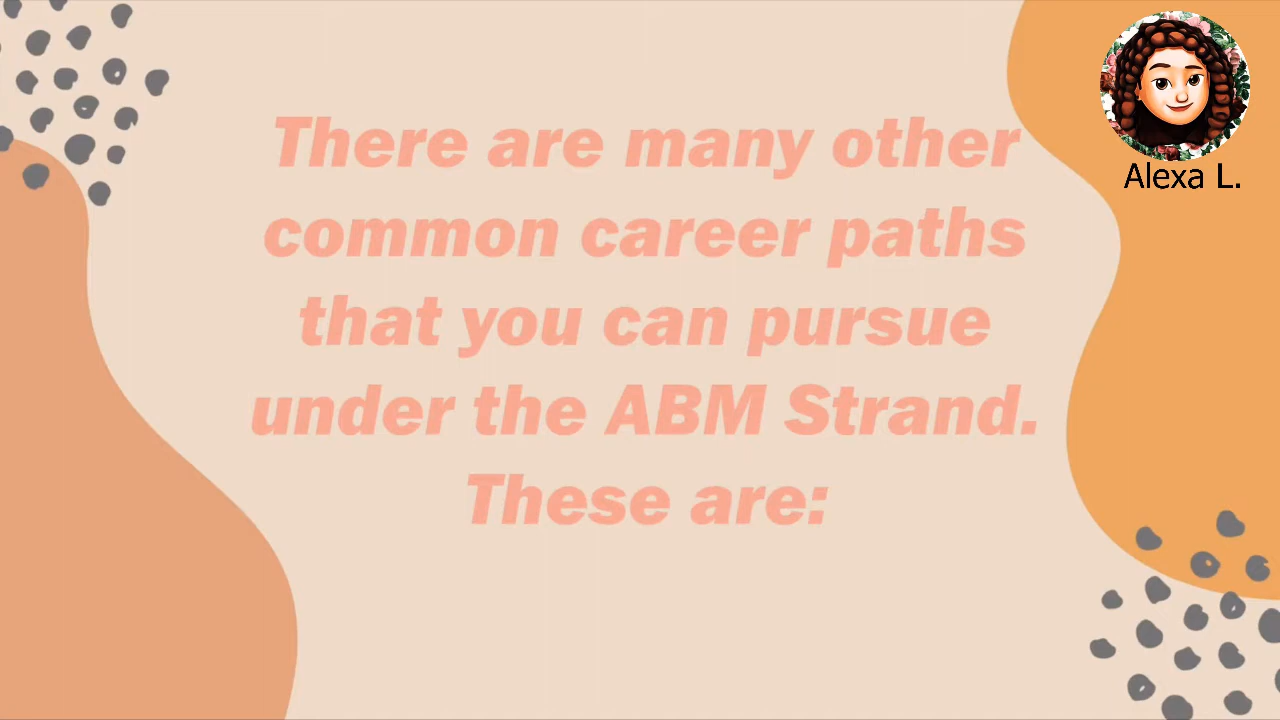 There are many other
common career paths
that you can pursue
under the ABM Strand.
These are:
Alexa L.